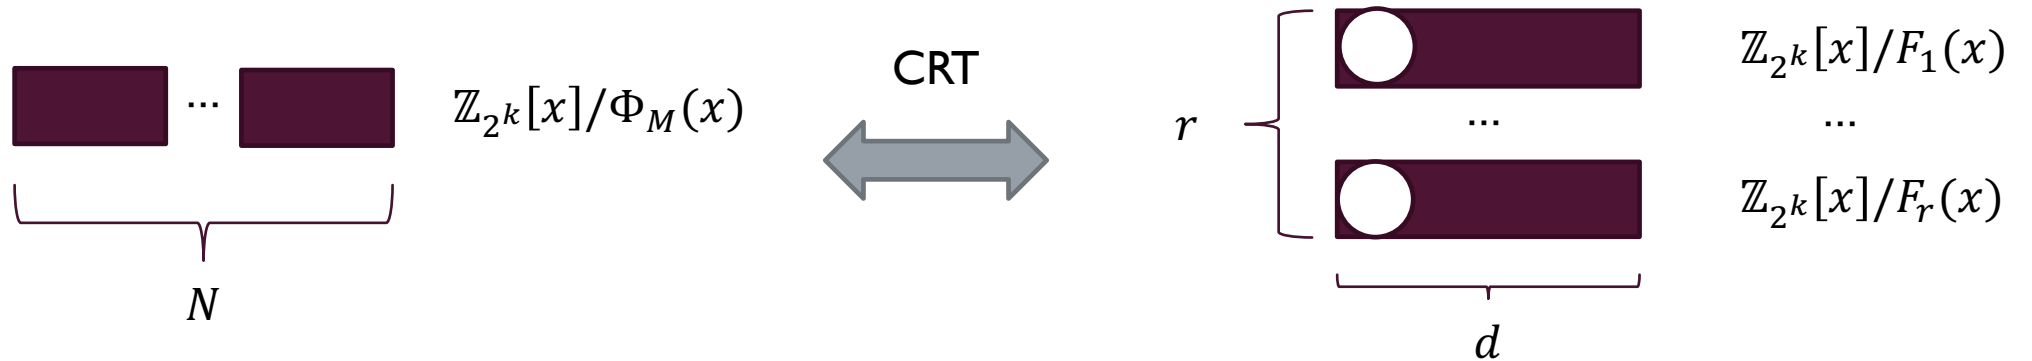 ...
ℤ_{2^k}[x]/Φ_M(x)
N
CRT
r
...
d
ℤ_{2^k}[x]/F_1(x)
...
ℤ_{2^k}[x]/F_r(x)